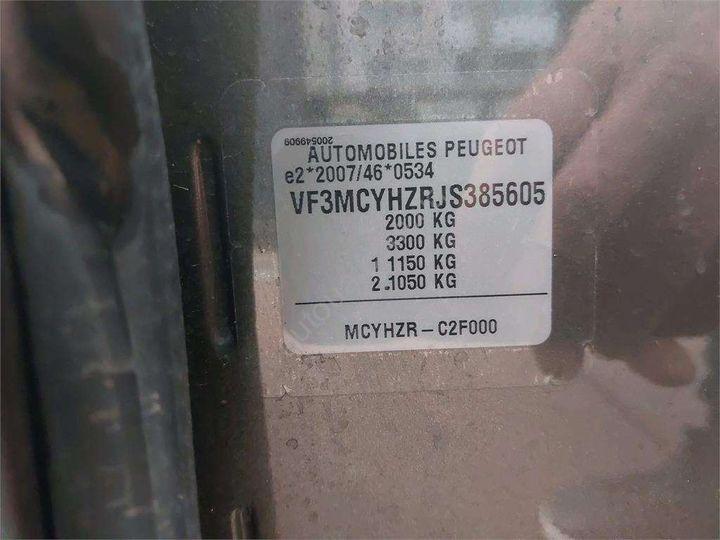 200549909
AUTOMOBILES PEUGEOT
e2*2007/46*0534
VF3MCYHZRJS385605
2000 KG
3300 KG
1 1150 KG
2.1050 KG
MCYHZR-C2F000